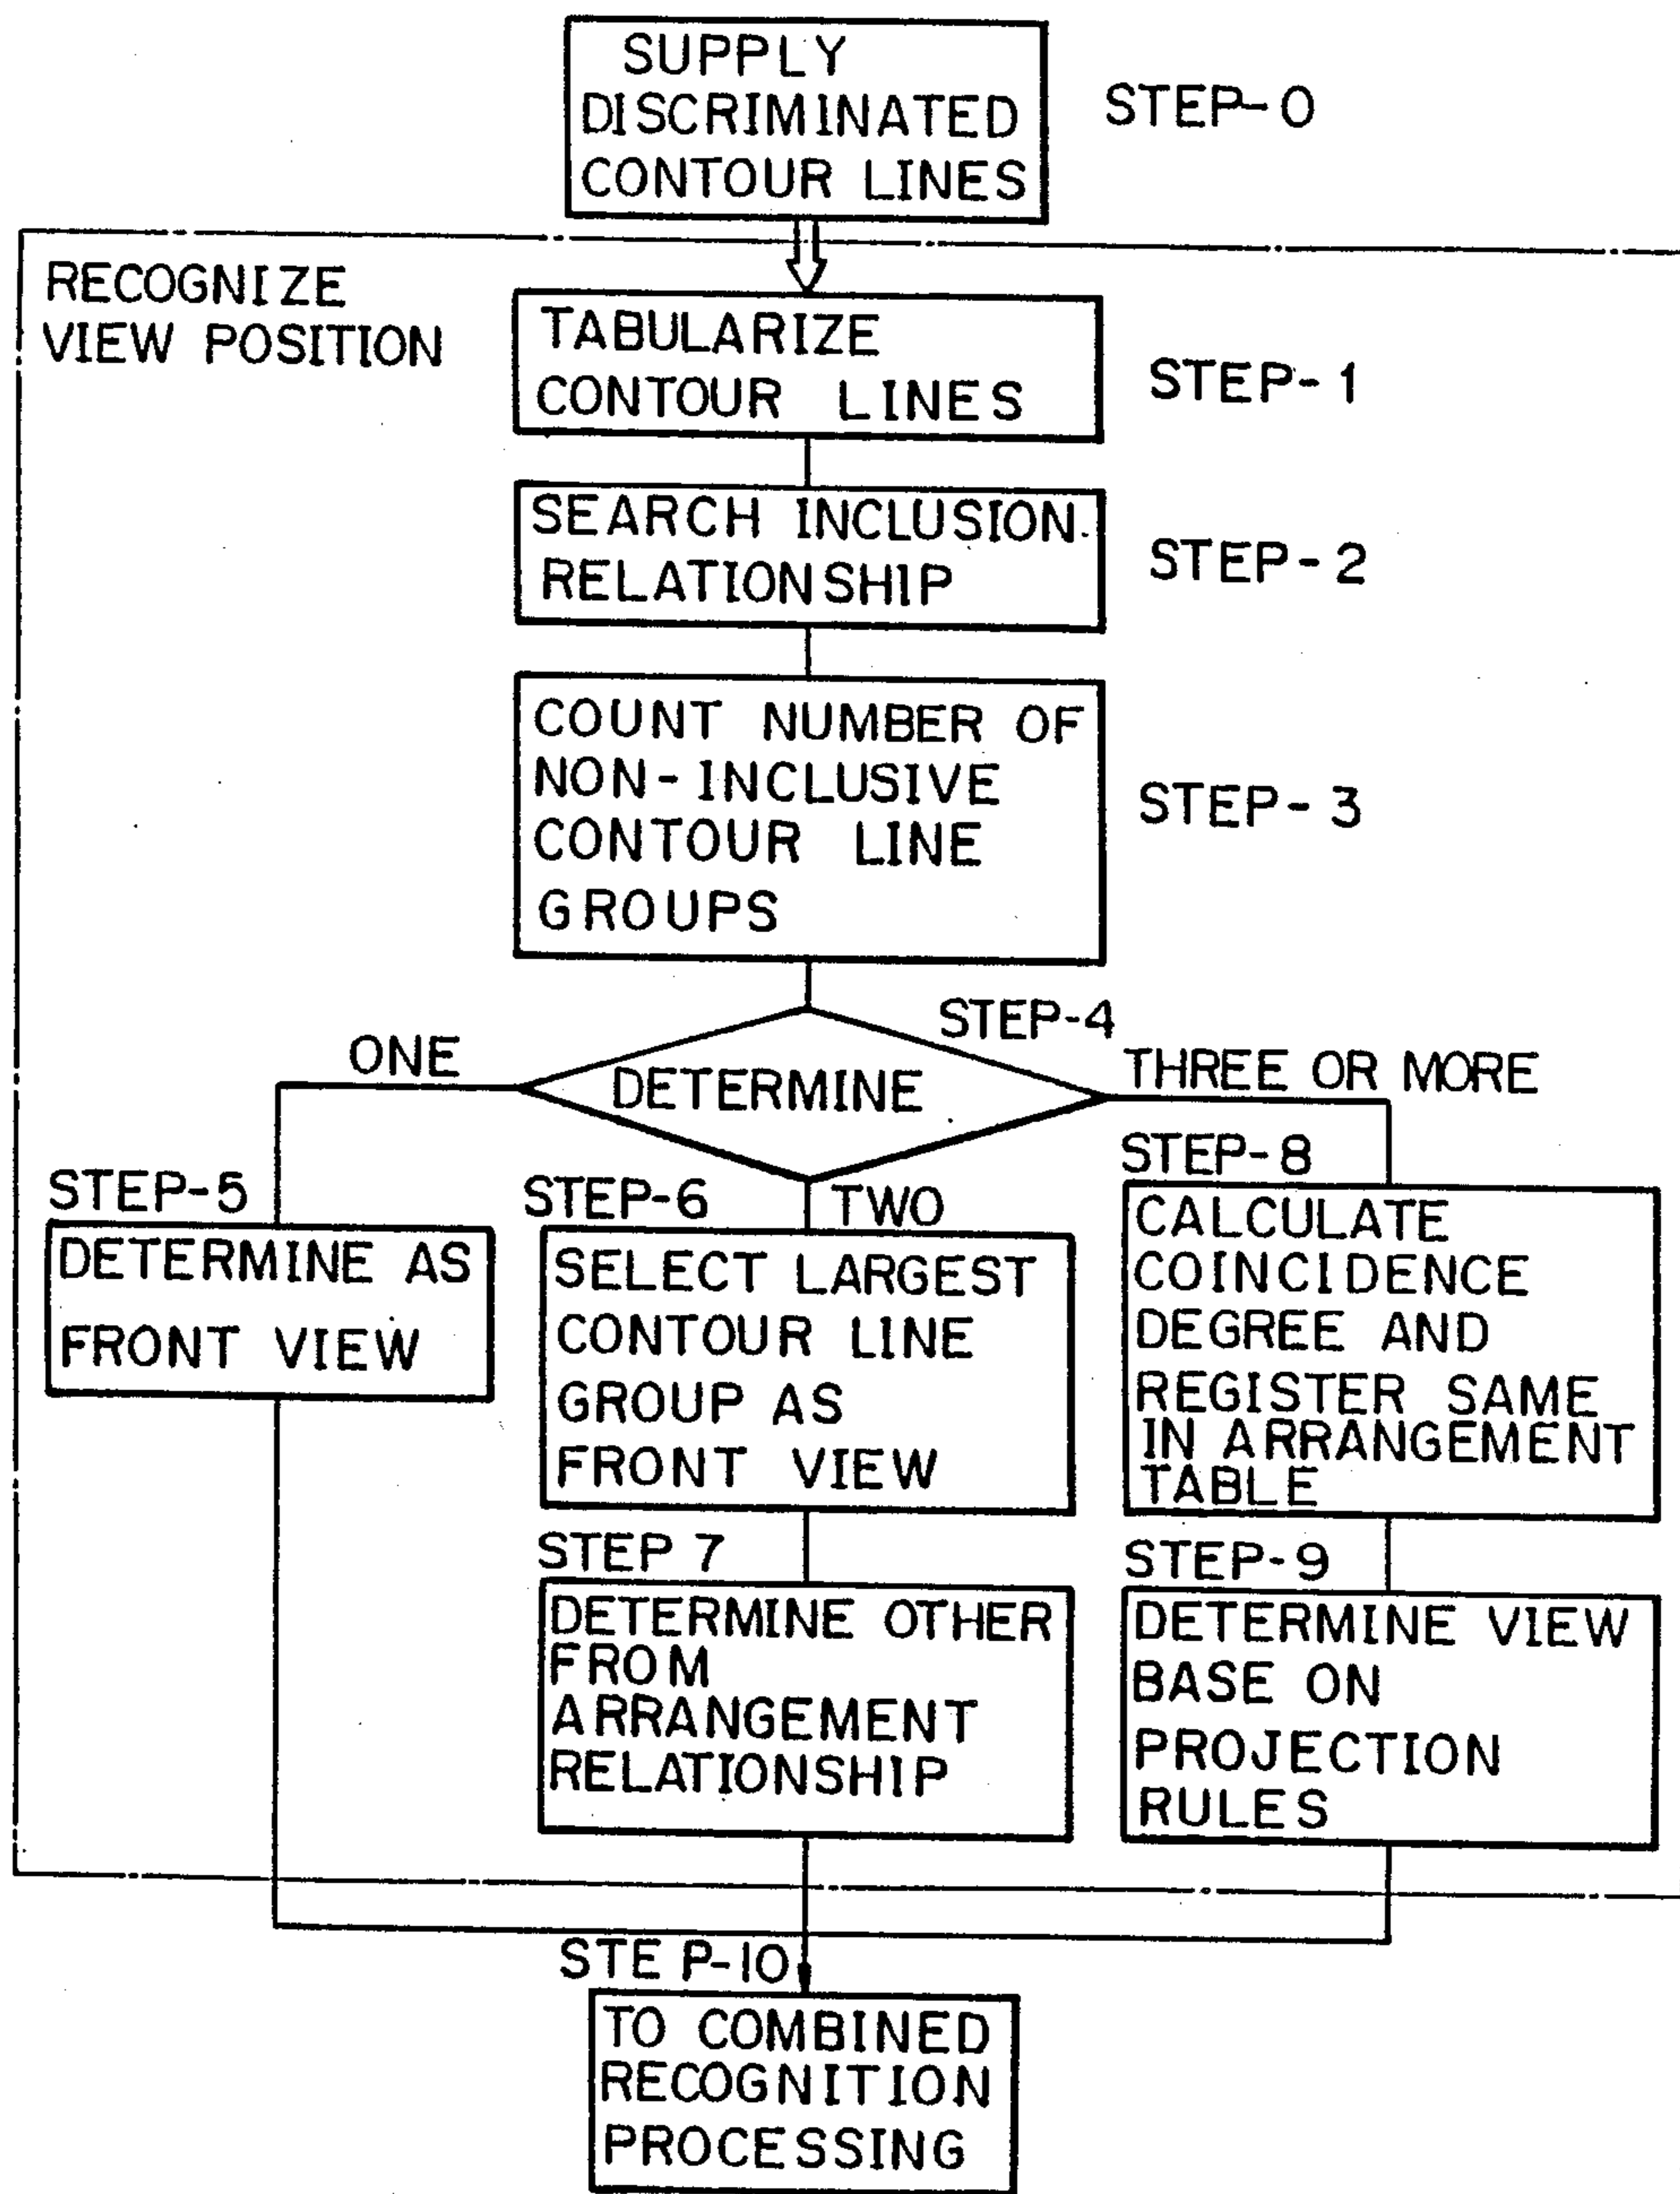 SUPPLY
DISCRIMINATED
CONTOUR LINES
STEP-0
RECOGNIZE
VIEW POSITION
TABULARIZE
CONTOUR LINES
STEP-1
SEARCH INCLUSION
RELATIONSHIP
STEP-2
COUNT NUMBER OF
NON-INCLUSIVE
CONTOUR LINE
GROUPS
STEP-3
STEP-4
DETERMINE
ONE
TWO
THREE OR MORE
STEP-5
DETERMINE AS
FRONT VIEW
STEP-6
SELECT LARGEST
CONTOUR LINE
GROUP AS
FRONT VIEW
STEP 7
DETERMINE OTHER
FROM
ARRANGEMENT
RELATIONSHIP
STEP-8
CALCULATE
COINCIDENCE
DEGREE AND
REGISTER SAME
IN ARRANGEMENT
TABLE
STEP-9
DETERMINE VIEW
BASE ON
PROJECTION
RULES
STEP-10
TO COMBINED
RECOGNITION
PROCESSING